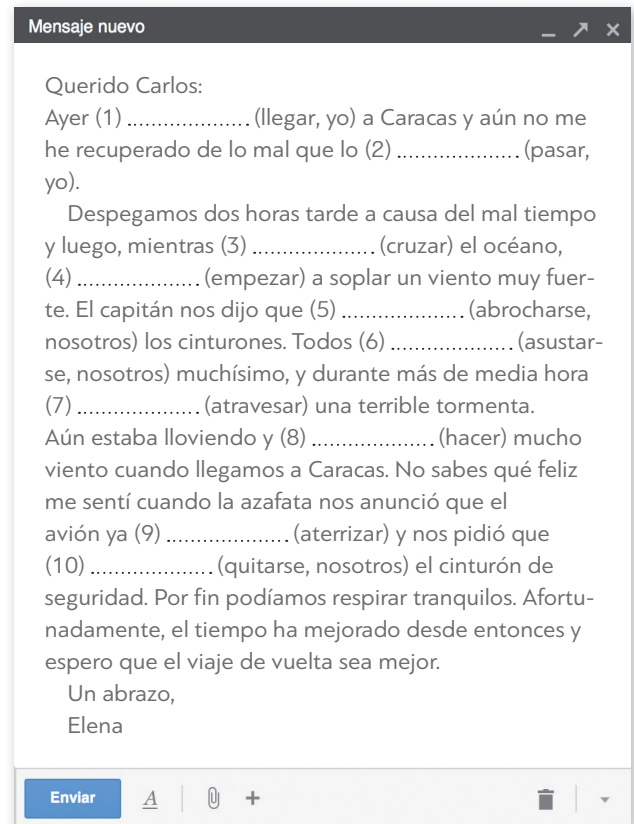 Mensaje nuevo
Querido Carlos:
Ayer (1) .................... (llegar, yo) a Caracas y aún no me
he recuperado de lo mal que lo (2) .................... (pasar,
yo).
Despegamos dos horas tarde a causa del mal tiempo
y luego, mientras (3) .................... (cruzar) el océano,
(4) .................... (empezar) a soplar un viento muy fuer-
te. El capitán nos dijo que (5) .................... (abrocharse,
nosotros) los cinturones. Todos (6) .................... (asustar-
se, nosotros) muchísimo, y durante más de media hora
(7) .................... (atravesar) una terrible tormenta.
Aún estaba lloviendo y (8) .................... (hacer) mucho
viento cuando llegamos a Caracas. No sabes qué feliz
me sentí cuando la azafata nos anunció que el
avión ya (9) .................... (aterrizar) y nos pidió que
(10) .................... (quitarse, nosotros) el cinturón de
seguridad. Por fin podíamos respirar tranquilos. Afortu-
nadamente, el tiempo ha mejorado desde entonces y
espero que el viaje de vuelta sea mejor.
Un abrazo,
Elena
Enviar A